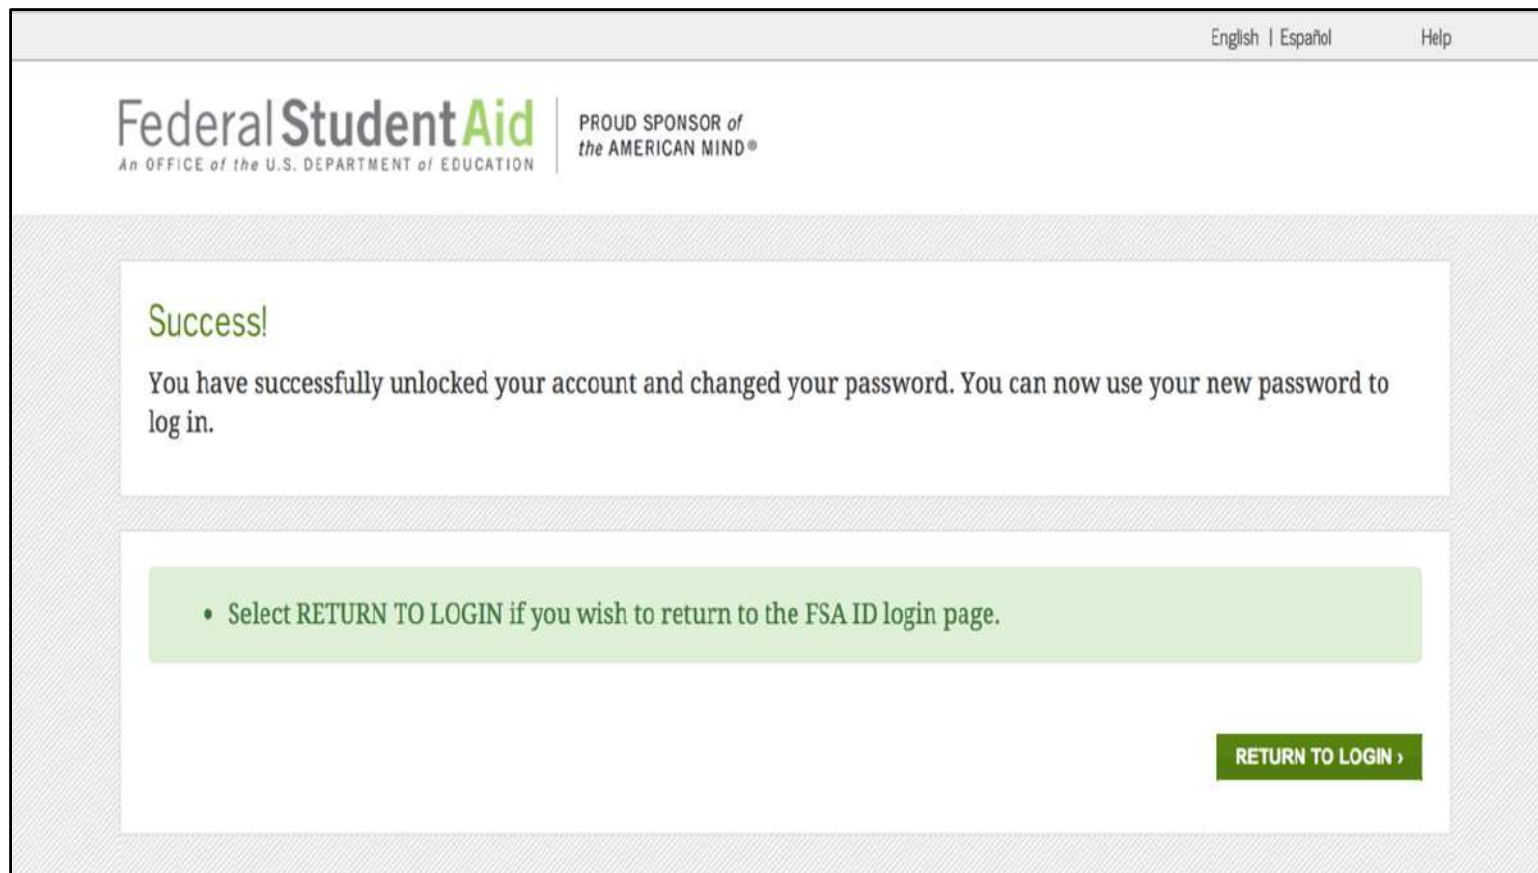 English | Español Help
Federal Student Aid
An OFFICE of the U.S. DEPARTMENT of EDUCATION
PROUD SPONSOR of
the AMERICAN MIND®
Success!
You have successfully unlocked your account and changed your password. You can now use your new password to
log in.
• Select RETURN TO LOGIN if you wish to return to the FSA ID login page.
RETURN TO LOGIN ›